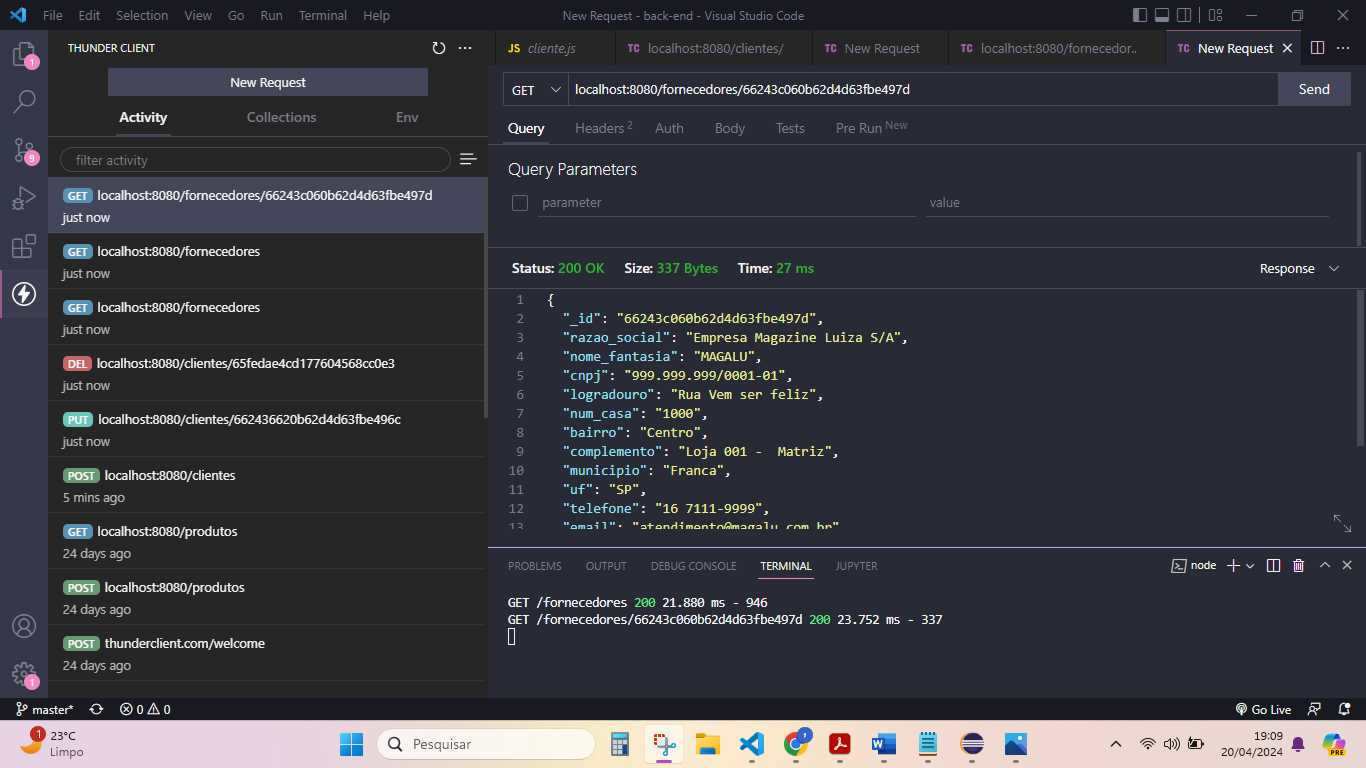 File Edit Selection View Go Run Terminal Help New Request - back-end - Visual Studio Code
THUNDER CLIENT
New Request
Activity Collections Env
filter activity
GET localhost:8080/fornecedores/66243c060b62d4d63fbe497d
just now
GET localhost:8080/fornecedores
just now
GET localhost:8080/fornecedores
just now
DEL localhost:8080/clientes/65fedae4cd177604568cc0e3
just now
PUT localhost:8080/clientes/662436620b62d4d63fbe496c
just now
POST localhost:8080/clientes
5 mins ago
GET localhost:8080/produtos
24 days ago
POST localhost:8080/produtos
24 days ago
POST thunderclient.com/welcome
24 days ago
1
9
1
JS cliente.js TC localhost:8080/clientes/ TC New Request TC localhost:8080/fornecedor.. TC New Request
GET localhost:8080/fornecedores/66243c060b62d4d63fbe497d Send
Query Headers 2 Auth Body Tests Pre Run New
Query Parameters
parameter value
Status: 200 OK Size: 337 Bytes Time: 27 ms Response
1 {
2 "_id": "66243c060b62d4d63fbe497d",
3 "razao_social": "Empresa Magazine Luiza S/A",
4 "nome_fantasia": "MAGALU",
5 "cnpj": "999.999.999/0001-01",
6 "logradouro": "Rua Vem ser feliz",
7 "num_casa": "1000",
8 "bairro": "Centro",
9 "complemento": "Loja 001 -  Matriz",
10 "municipio": "Franca",
11 "uf": "SP",
12 "telefone": "16 7111-9999",
13 "email": "atendimento@magalu.com.br"
PROBLEMS OUTPUT DEBUG CONSOLE TERMINAL JUPYTER node
GET /fornecedores 200 21.880 ms - 946
GET /fornecedores/66243c060b62d4d63fbe497d 200 23.752 ms - 337
master* 0 0 Go Live
1 23°C
Limpo
Pesquisar
19:09
20/04/2024
PRE